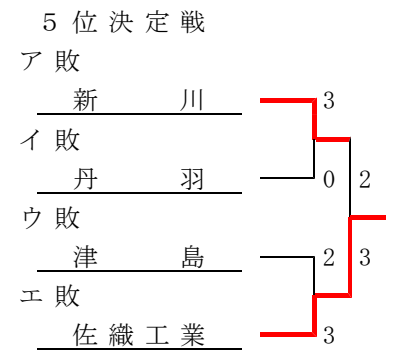 ５位決定戦
ア敗
新　　川　3
イ敗
丹　　羽　0　2
ウ敗
津　　島　2　3
エ敗
佐織工業　3